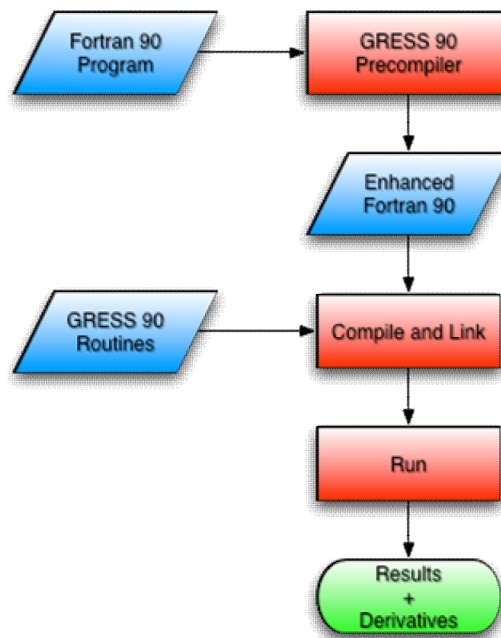 Fortran 90
Program
GRESS 90
Precompiler
Enhanced
Fortran 90
GRESS 90
Routines
Compile and Link
Run
Results
+
Derivatives